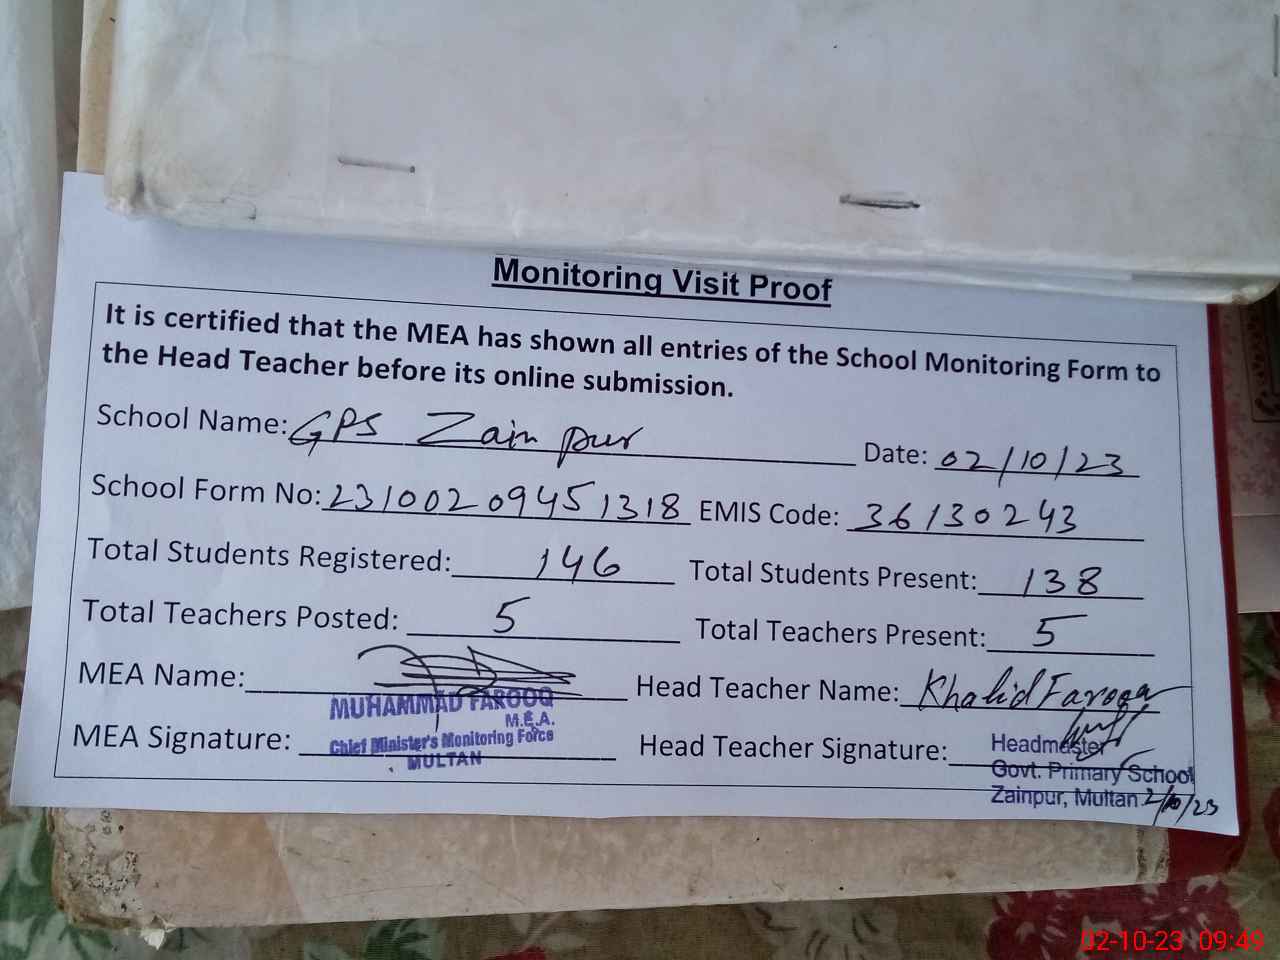 Monitoring Visit Proof
It is certified that the MEA has shown all entries of the School Monitoring Form to
the Head Teacher before its online submission.
School Name: GPS Zainpur Date: 02/10/23
School Form No: 23100209451318 EMIS Code: 36130243
Total Students Registered: 146 Total Students Present: 138
Total Teachers Posted: 5 Total Teachers Present: 5
MEA Name: Head Teacher Name: Khalid Farooq
MUHAMMAD FAROOQ
M.E.A.
MEA Signature: Chief Minister's Monitoring Force Head Teacher Signature: Headmaster
MULTAN
Govt. Primary School
Zainpur, Multan 2/10/23
02-10-23 09:49